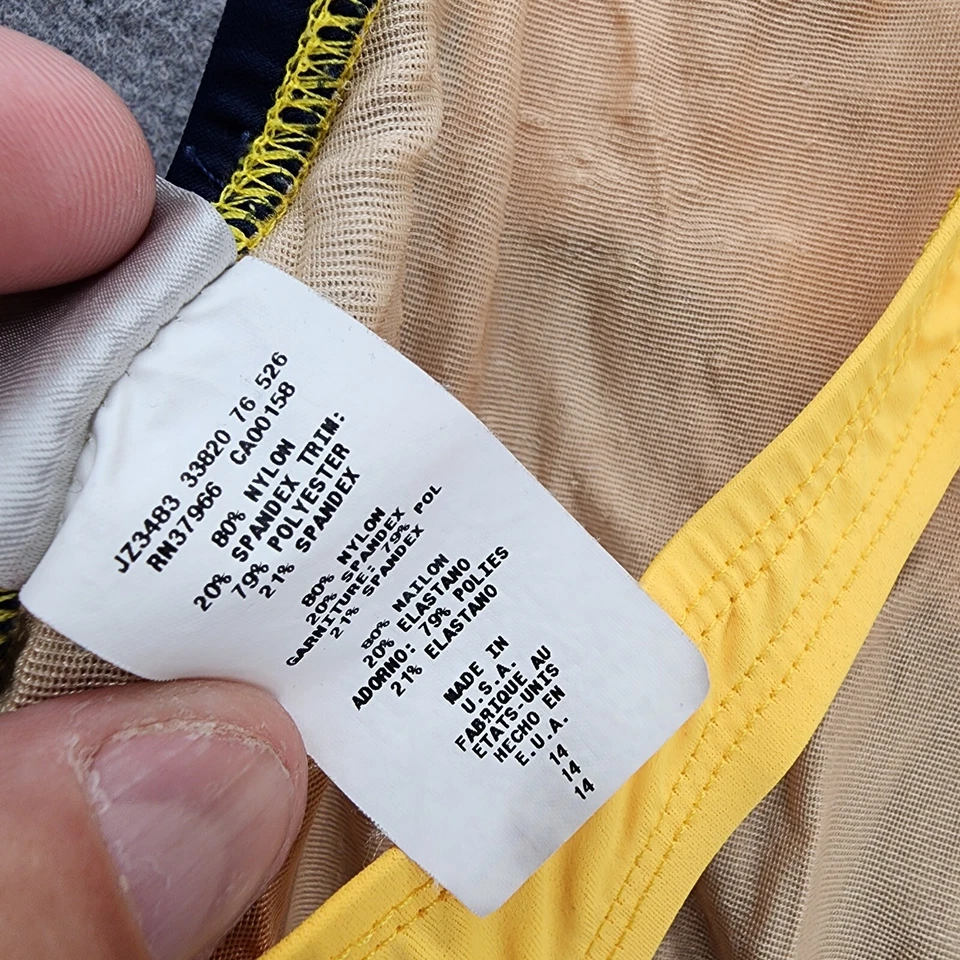 JZ3483 33820 76 526
RN37966 CA00158
80% NYLON
20% SPANDEX TRIM:
79% POLYESTER
21% SPANDEX
80% NYLON
20% SPANDEX
GARNITURE: 79% POL
21% SPANDEX
80% NAILON
20% ELASTANO
ADORNO: 79% POLIES
21% ELASTANO
MADE IN
U.S.A.
FABRIQUE AU
ETATS-UNIS
HECHO EN
E.U.A.
14
14
14